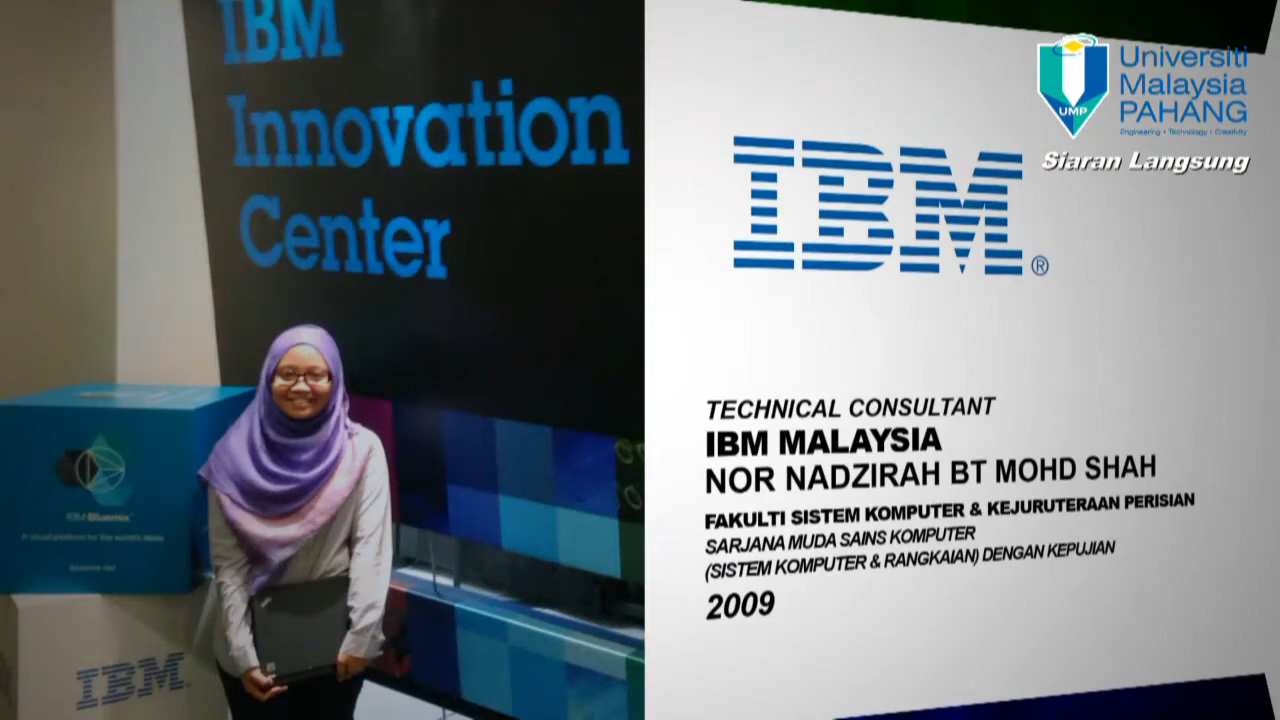 IBM
Innovation
Center
IBM Bluemix™
IBM
Universiti
Malaysia
PAHANG
Engineering • Technology • Creativity
UMP
Siaran Langsung
IBM®
TECHNICAL CONSULTANT
IBM MALAYSIA
NOR NADZIRAH BT MOHD SHAH
FAKULTI SISTEM KOMPUTER & KEJURUTERAAN PERISIAN
SARJANA MUDA SAINS KOMPUTER
(SISTEM KOMPUTER & RANGKAIAN) DENGAN KEPUJIAN
2009